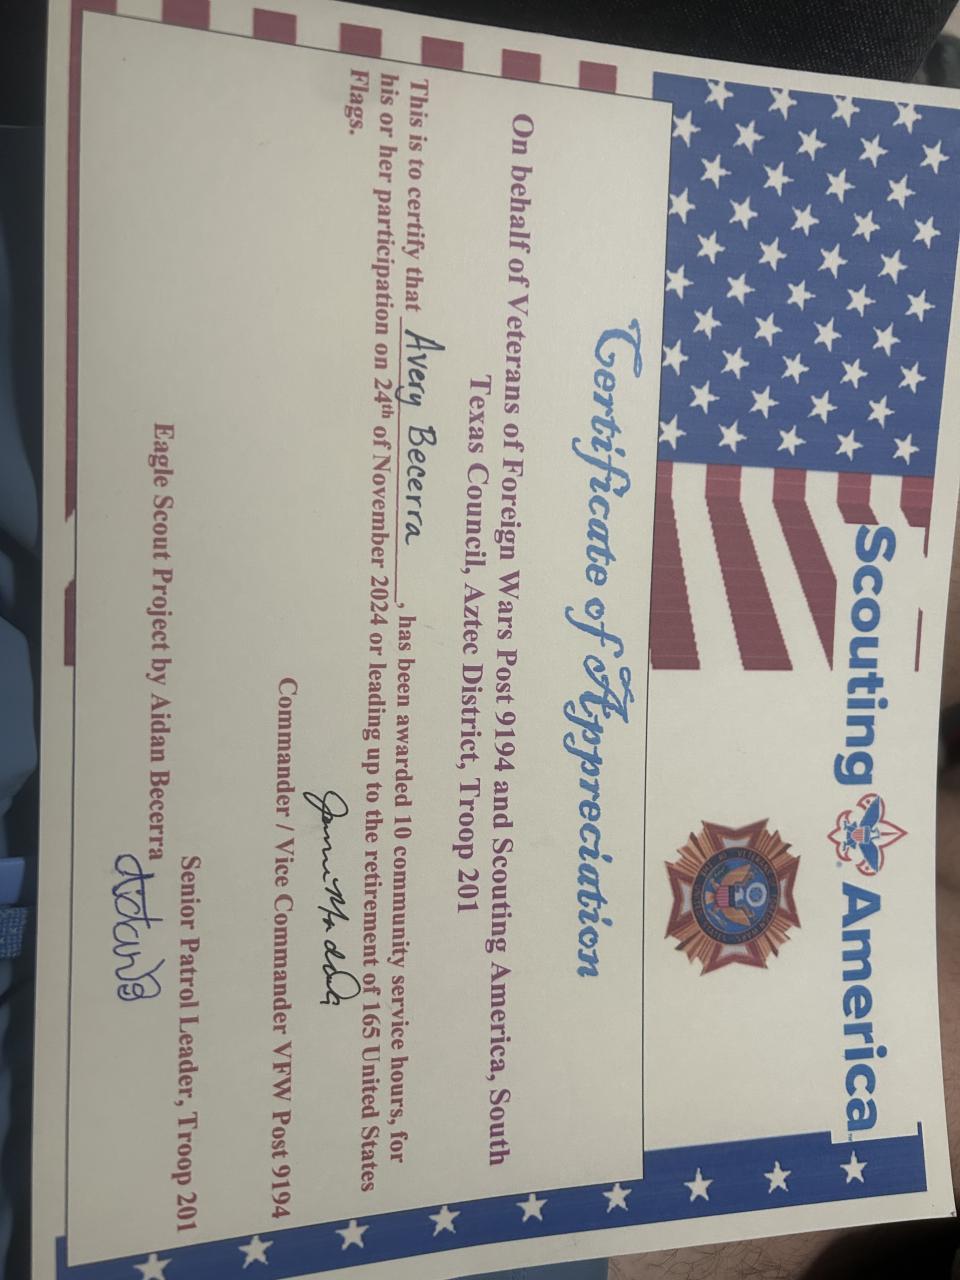 Scouting America
Certificate of Appreciation
On behalf of Veterans of Foreign Wars Post 9194 and Scouting America, South
Texas Council, Aztec District, Troop 201
This is to certify that Avery Becerra, has been awarded 10 community service hours, for
his or her participation on 24th of November 2024 or leading up to the retirement of 165 United States
Flags.
Commander / Vice Commander VFW Post 9194
Senior Patrol Leader, Troop 201
Eagle Scout Project by Aidan Becerra